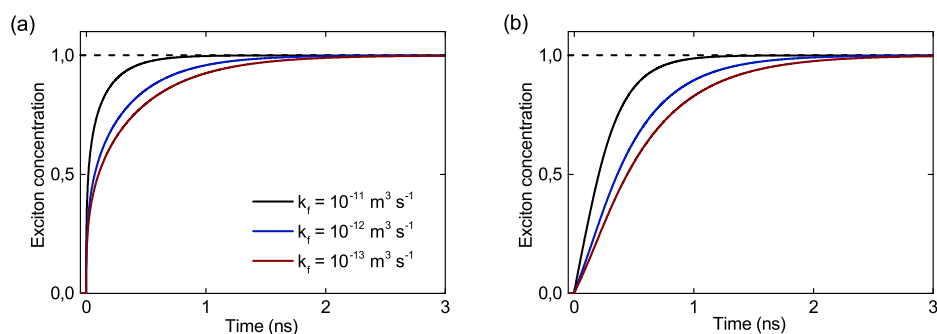 (a)
Exciton concentration
1,0
0,5
0,0
k_f = 10^-11 m^3 s^-1
k_f = 10^-12 m^3 s^-1
k_f = 10^-13 m^3 s^-1
0 1 2 3
Time (ns)
(b)
Exciton concentration
1,0
0,5
0,0
0 1 2 3
Time (ns)